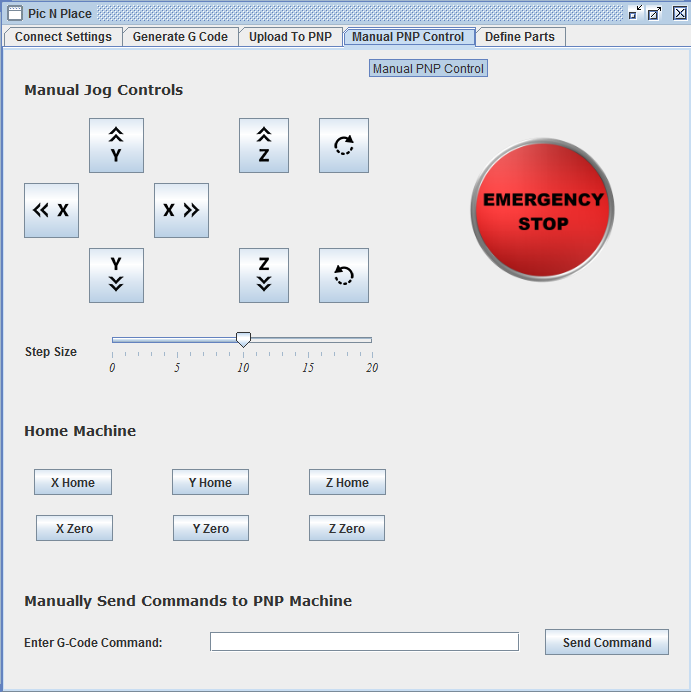 Pic N Place
Connect Settings
Generate G Code
Upload To PNP
Manual PNP Control
Define Parts
Manual PNP Control
Manual Jog Controls
Y
Z
X
X
EMERGENCY
STOP
Y
Z
Step Size
0 5 10 15 20
Home Machine
X Home
Y Home
Z Home
X Zero
Y Zero
Z Zero
Manually Send Commands to PNP Machine
Enter G-Code Command:
Send Command